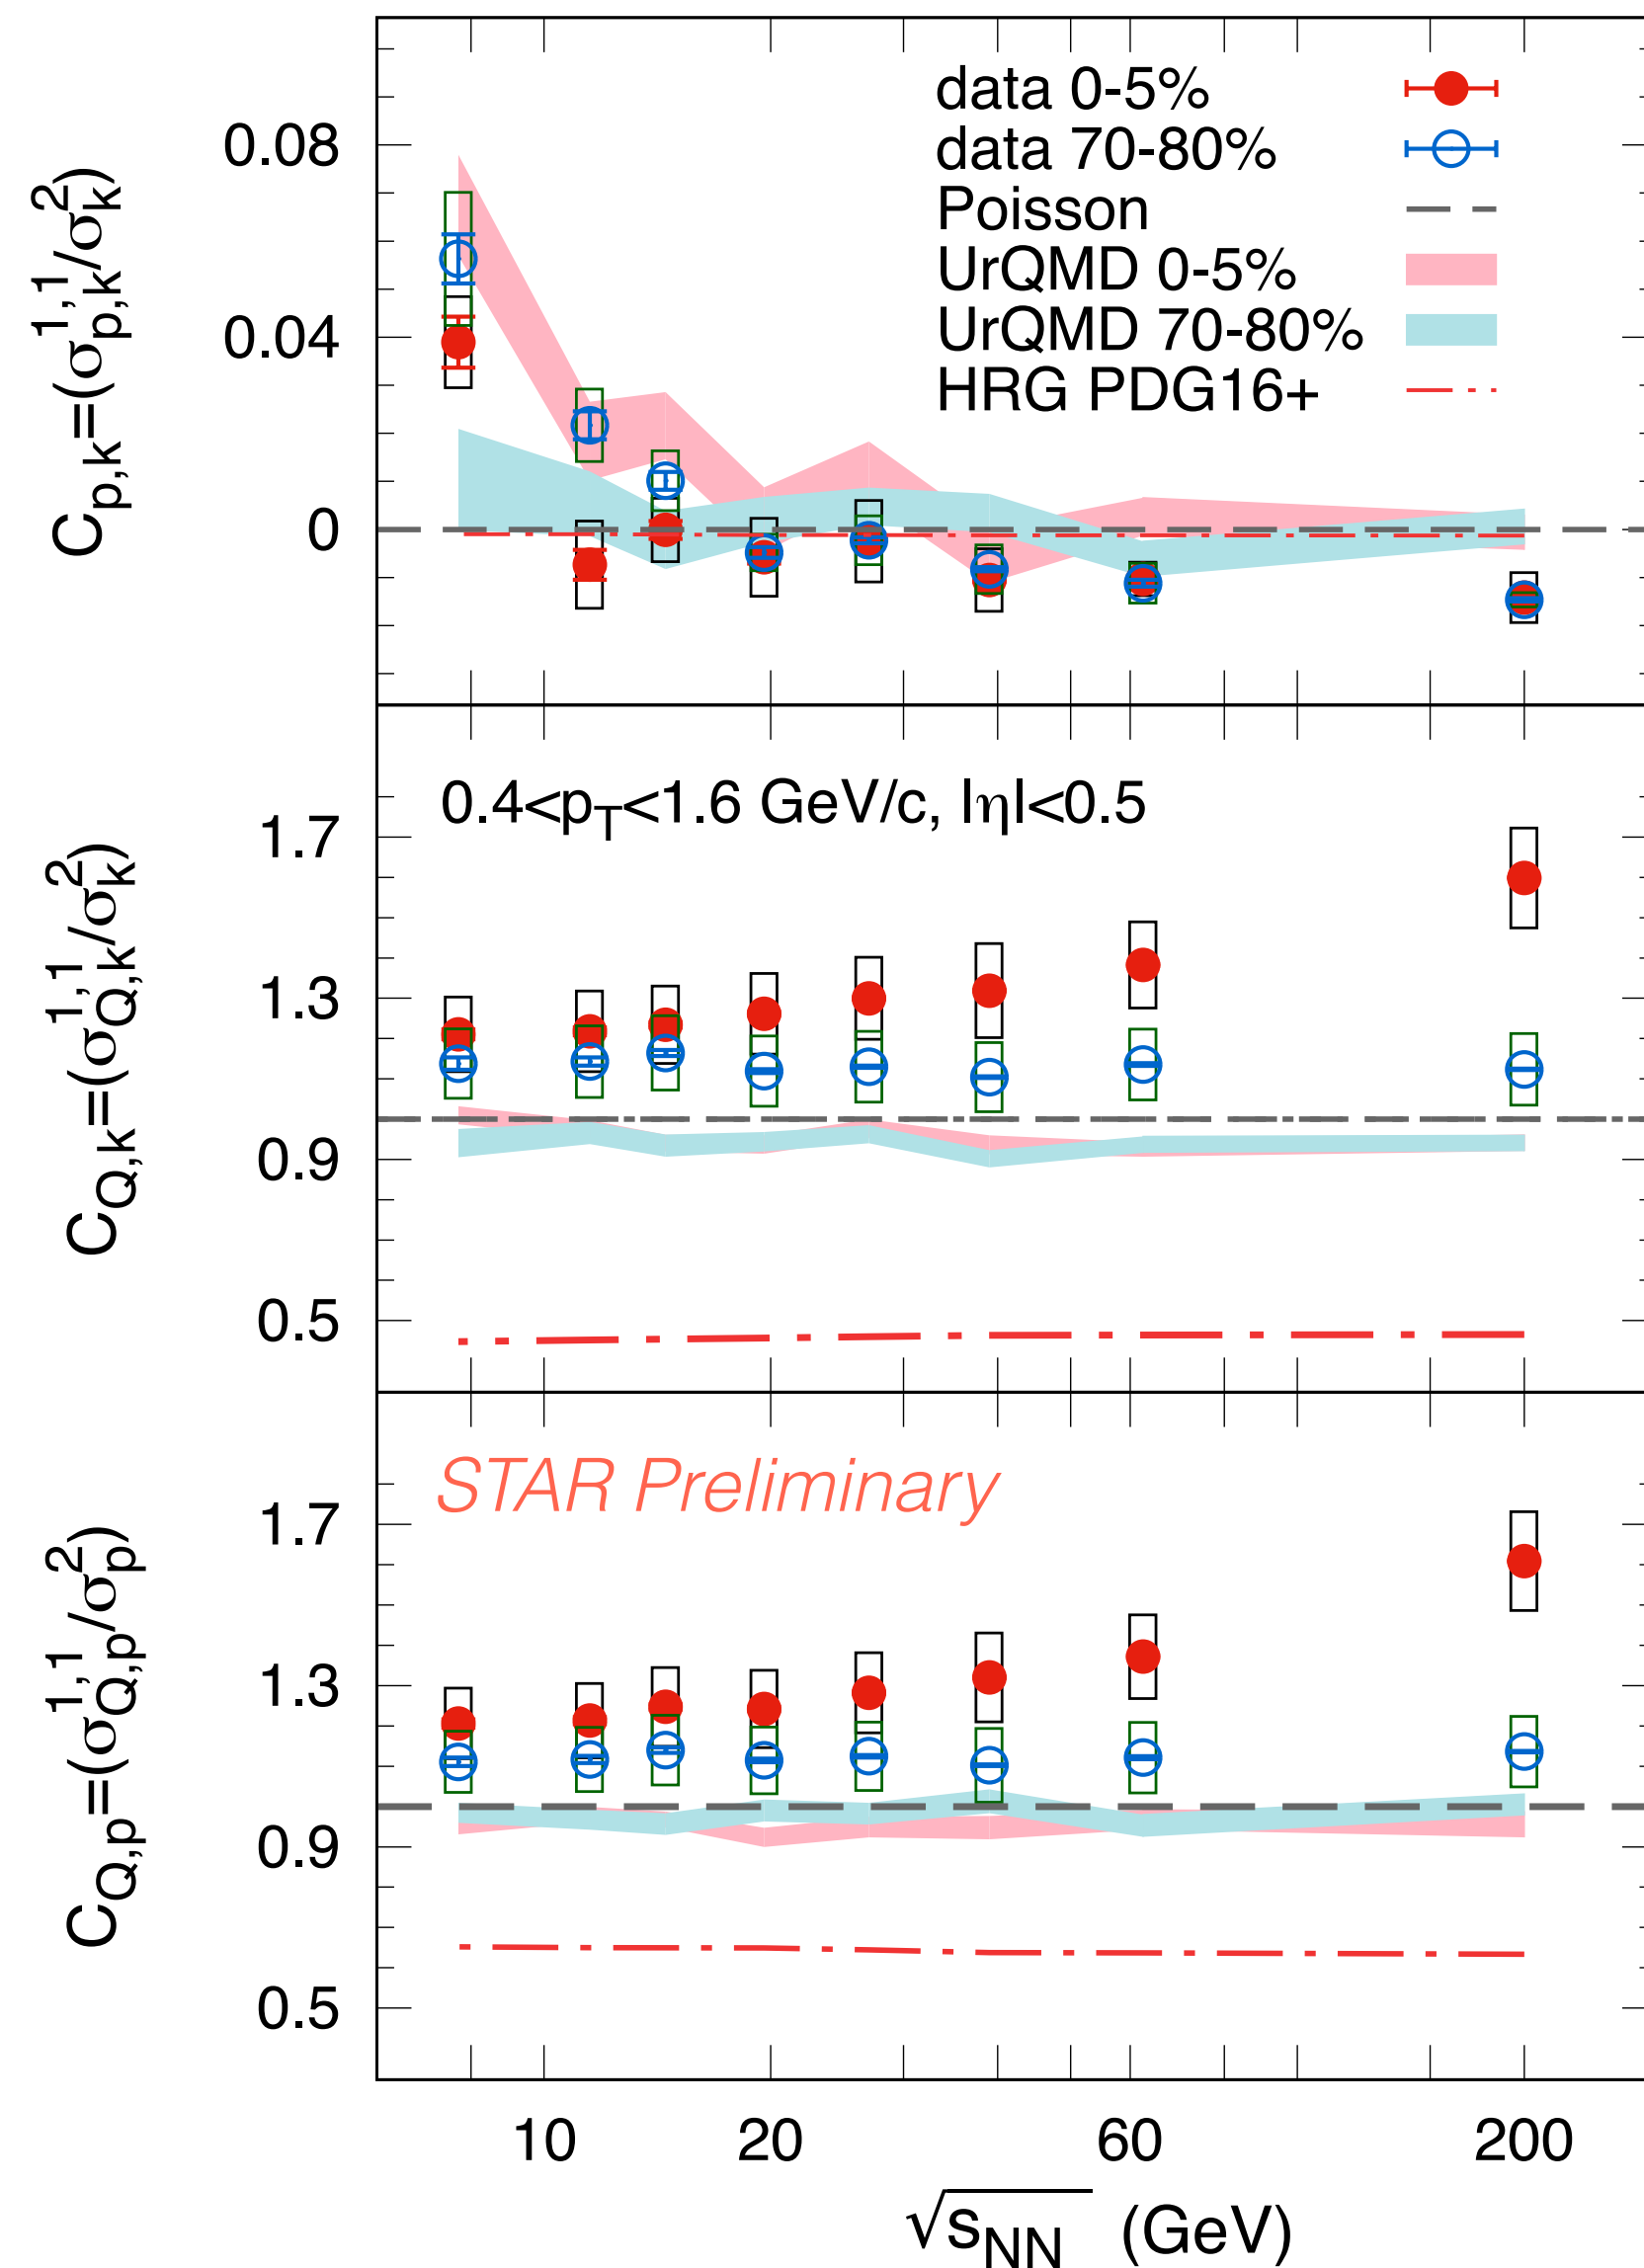 C_{p,k}=(σ^{1,1}_{p,k}/σ^2_k)
0.08
0.04
0
data 0-5%
data 70-80%
Poisson
UrQMD 0-5%
UrQMD 70-80%
HRG PDG16+
C_{Q,k}=(σ^{1,1}_{Q,k}/σ^2_k)
0.4<p_T<1.6 GeV/c, |η|<0.5
1.7
1.3
0.9
0.5
C_{Q,p}=(σ^{1,1}_{Q,p}/σ^2_p)
STAR Preliminary
1.7
1.3
0.9
0.5
10 20 60 200
√s_{NN} (GeV)